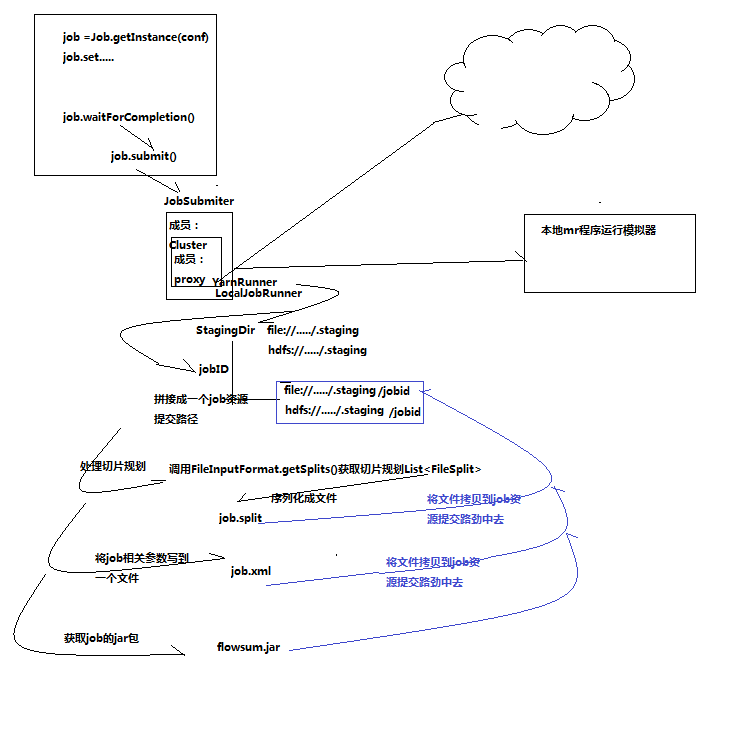 job =Job.getInstance(conf)
job.set.....
job.waitForCompletion()
job.submit()
JobSubmiter
成员：
Cluster
成员：
proxy
YarnRunner
LocalJobRunner
本地mr程序运行模拟器
StagingDir
file://...../.staging
hdfs://...../.staging
jobID
拼接成一个job资源
提交路径
file://...../.staging /jobid
hdfs://...../.staging /jobid
处理切片规划
调用FileInputFormat.getSplits()获取切片规划List<FileSplit>
序列化成文件
job.split
将文件拷贝到job资
源提交路劲中去
将job相关参数写到
一个文件
job.xml
将文件拷贝到job资
源提交路劲中去
获取job的jar包
flowsum.jar